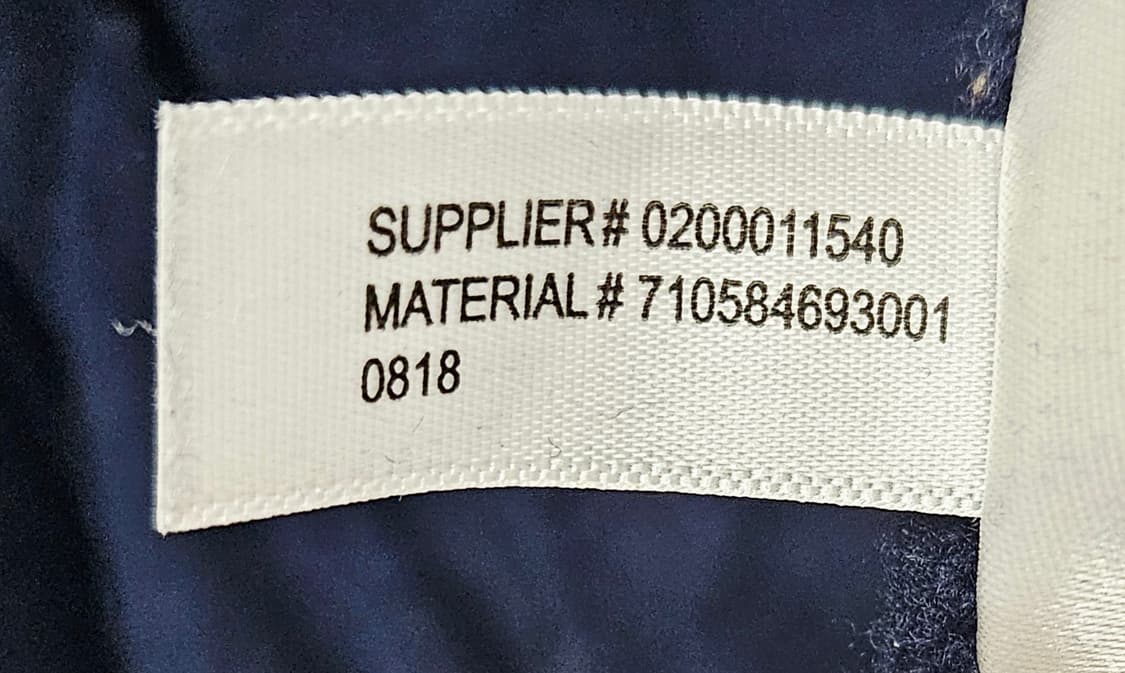 SUPPLIER# 0200011540
MATERIAL# 710584693001
0818